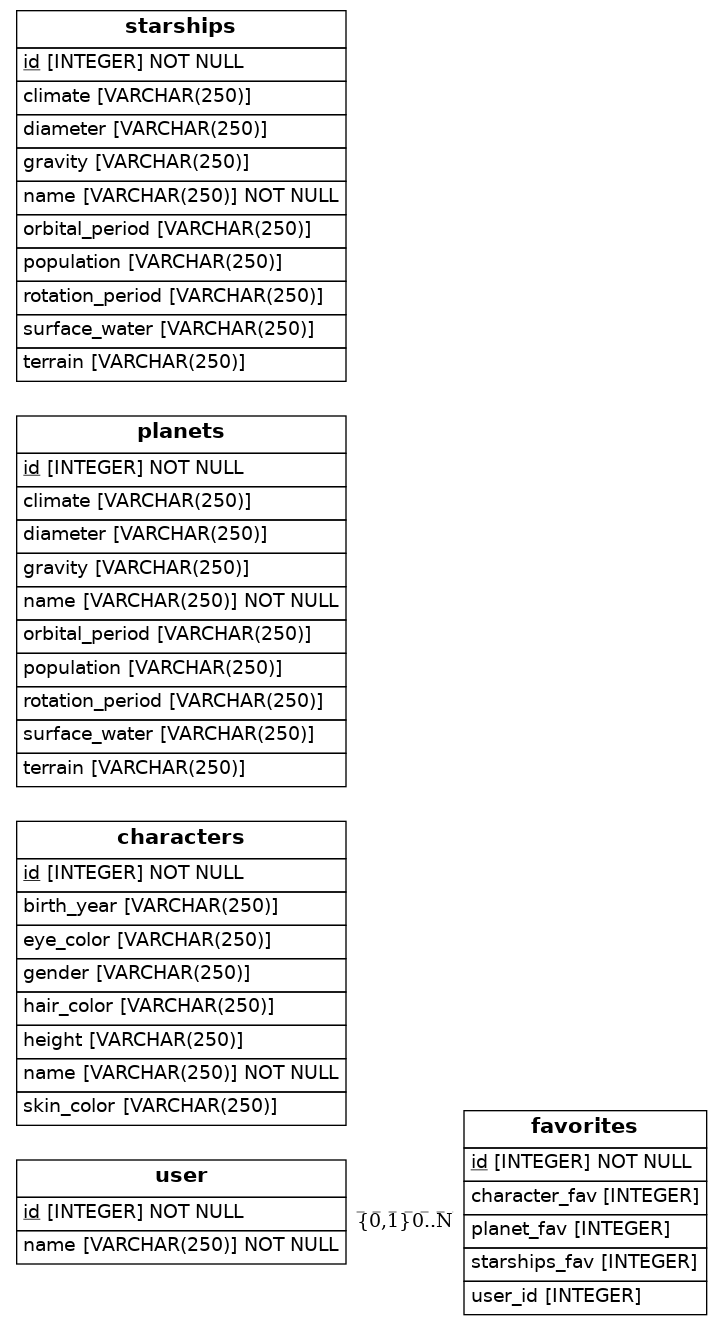 starships
id [INTEGER] NOT NULL
climate [VARCHAR(250)]
diameter [VARCHAR(250)]
gravity [VARCHAR(250)]
name [VARCHAR(250)] NOT NULL
orbital_period [VARCHAR(250)]
population [VARCHAR(250)]
rotation_period [VARCHAR(250)]
surface_water [VARCHAR(250)]
terrain [VARCHAR(250)]
planets
id [INTEGER] NOT NULL
climate [VARCHAR(250)]
diameter [VARCHAR(250)]
gravity [VARCHAR(250)]
name [VARCHAR(250)] NOT NULL
orbital_period [VARCHAR(250)]
population [VARCHAR(250)]
rotation_period [VARCHAR(250)]
surface_water [VARCHAR(250)]
terrain [VARCHAR(250)]
characters
id [INTEGER] NOT NULL
birth_year [VARCHAR(250)]
eye_color [VARCHAR(250)]
gender [VARCHAR(250)]
hair_color [VARCHAR(250)]
height [VARCHAR(250)]
name [VARCHAR(250)] NOT NULL
skin_color [VARCHAR(250)]
user
id [INTEGER] NOT NULL
name [VARCHAR(250)] NOT NULL
{0,1}0..N
favorites
id [INTEGER] NOT NULL
character_fav [INTEGER]
planet_fav [INTEGER]
starships_fav [INTEGER]
user_id [INTEGER]